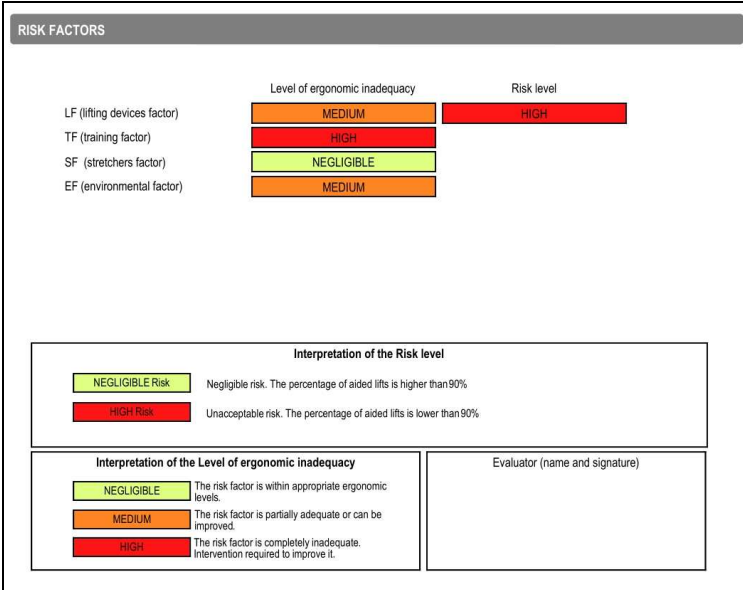 RISK FACTORS
Level of ergonomic inadequacy Risk level
LF (lifting devices factor) MEDIUM HIGH
TF (training factor) HIGH
SF (stretchers factor) NEGLIGIBLE
EF (environmental factor) MEDIUM
Interpretation of the Risk level
NEGLIGIBLE Risk Negligible risk. The percentage of aided lifts is higher than 90%
HIGH Risk Unacceptable risk. The percentage of aided lifts is lower than 90%
Interpretation of the Level of ergonomic inadequacy
NEGLIGIBLE The risk factor is within appropriate ergonomic
levels.
MEDIUM The risk factor is partially adequate or can be
improved.
HIGH The risk factor is completely inadequate.
Intervention required to improve it.
Evaluator (name and signature)